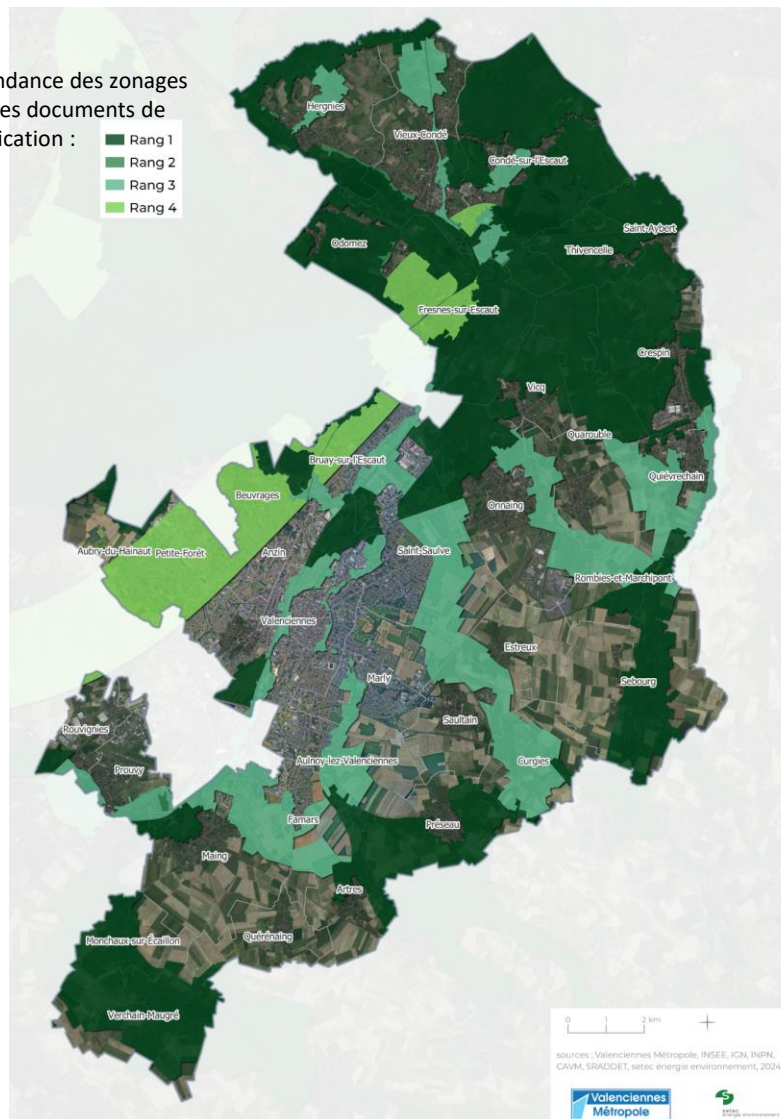 ndance des zonages
es documents de
ication :
Rang 1
Rang 2
Rang 3
Rang 4
Hergnies
Vieux-Condé
Condé-sur-l'Escaut
Saint-Aybert
Odomez
Thivencelle
Fresnes-sur-Escaut
Crespin
Vicq
Quarouble
Bruay-sur-l'Escaut
Quiévrechain
Beuvrages
Onnaing
Aubry-du-Hainaut
Petite-Forêt
Anzin
Saint-Saulve
Rombies-et-Marchipont
Valenciennes
Estreux
Marly
Sebourg
Saultain
Rouvignies
Aulnoy-lez-Valenciennes
Curgies
Prouvy
Famars
Préseau
Maing
Artres
Monchaux-sur-Écaillon
Quérénaing
Verchain-Maugré
0 1 2 km
sources : Valenciennes Métropole, INSEE, IGN, INPN,
CAVM, SRADDET, setec énergie environnement, 2024
Valenciennes
Métropole
setec
énergie environnement